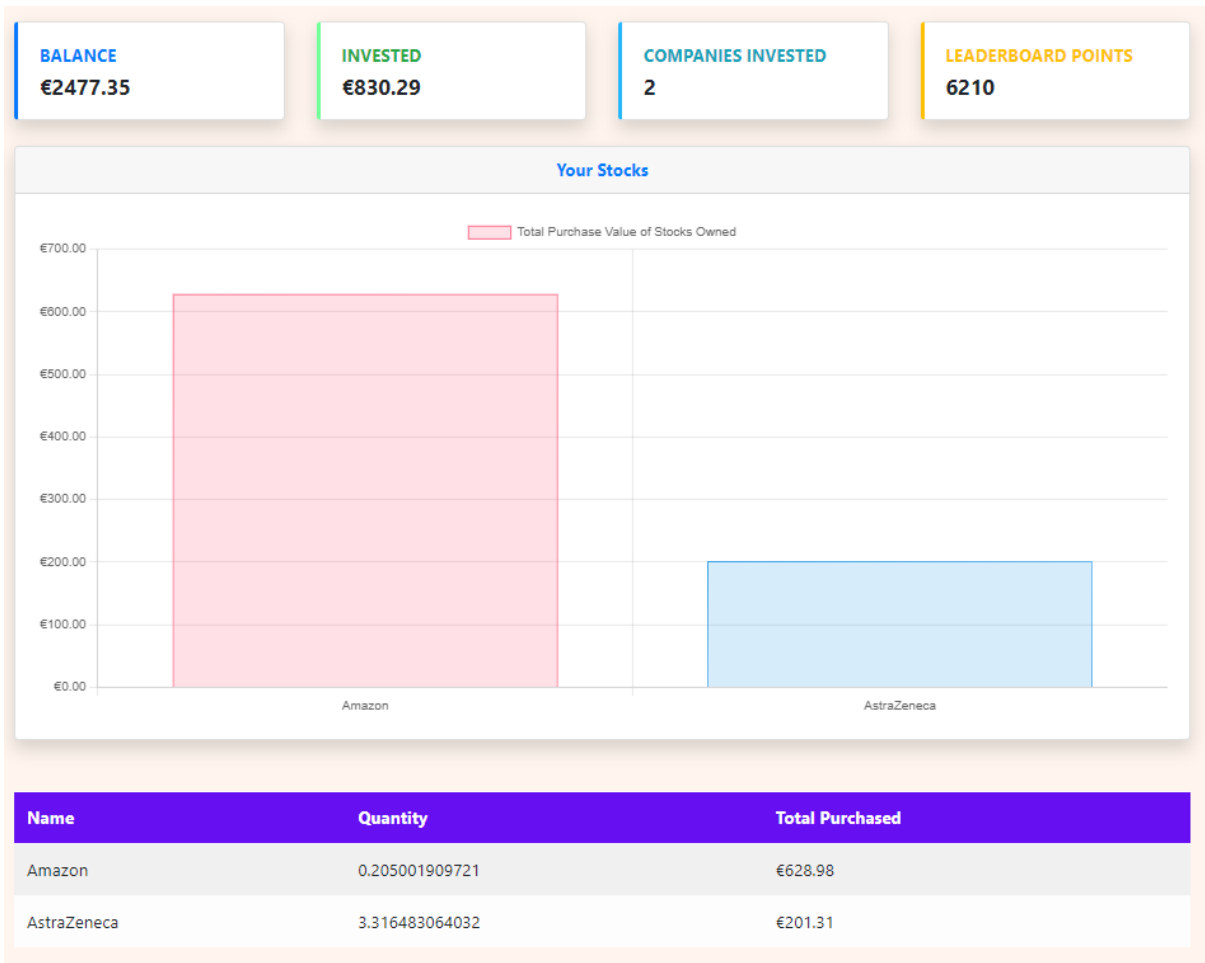 BALANCE INVESTED COMPANIES INVESTED LEADERBOARD POINTS
€2477.35 €830.29 2 6210
Your Stocks
Total Purchase Value of Stocks Owned
€700.00
€600.00
€500.00
€400.00
€300.00
€200.00
€100.00
€0.00
Amazon AstraZeneca
Name Quantity Total Purchased
Amazon 0.205001909721 €628.98
AstraZeneca 3.316483064032 €201.31